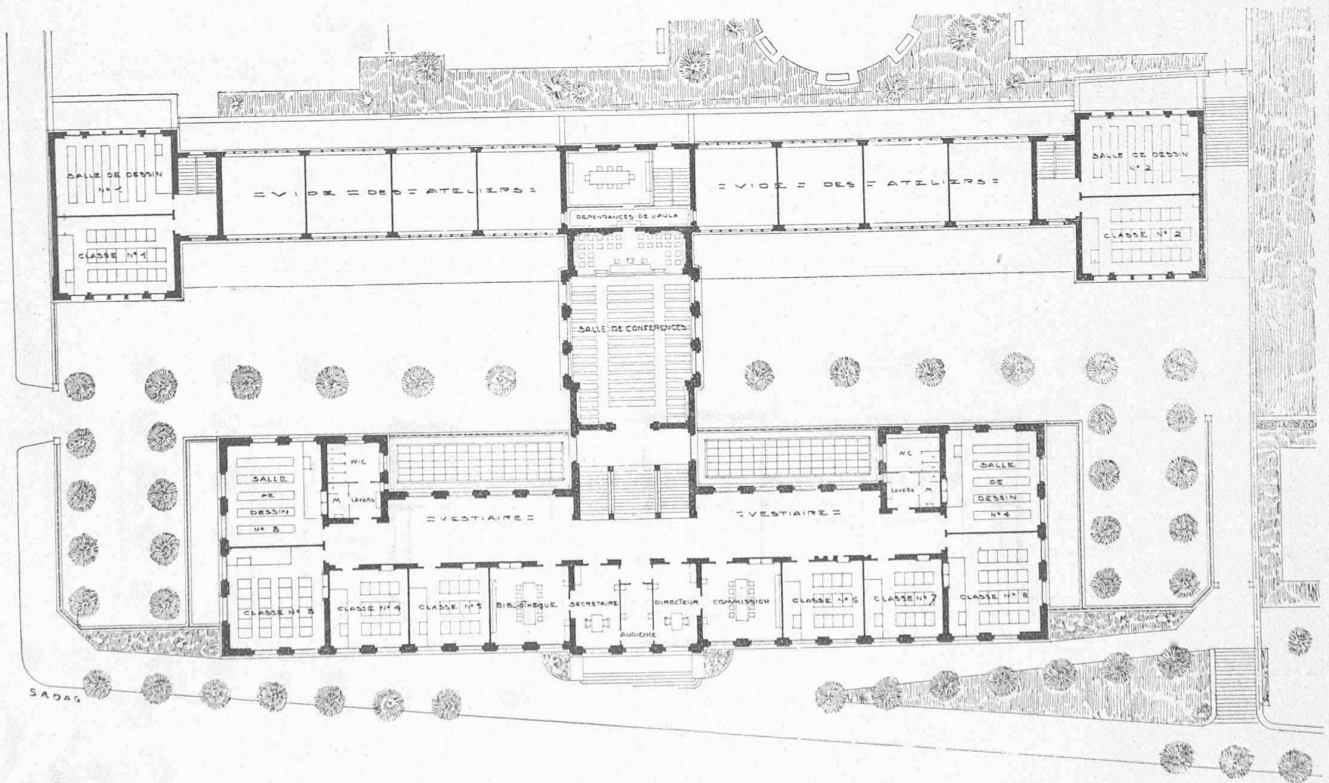 SALLE DE DESSIN
Nº 1
CLASSE Nº 1
= VIDE = DES = ATELIERS =
DEPENDANCES DE L'AULA
= VIDE = DES = ATELIERS =
SALLE DE DESSIN
Nº 2
CLASSE Nº 2
SALLE DE CONFERENCES
SALLE
DE
DESSIN
Nº 3
W-C
M
LAVABO
= VESTIAIRE =
= VESTIAIRE =
W C
LAVABO
M
SALLE
DE
DESSIN
Nº 4
CLASSE Nº 3
CLASSE Nº 4
CLASSE Nº 5
BIBLIOTHEQUE
SECRETAIRE
AUDIENCE
DIRECTEUR
COMMISSION
CLASSE Nº 6
CLASSE Nº 7
CLASSE Nº 8
SADAG